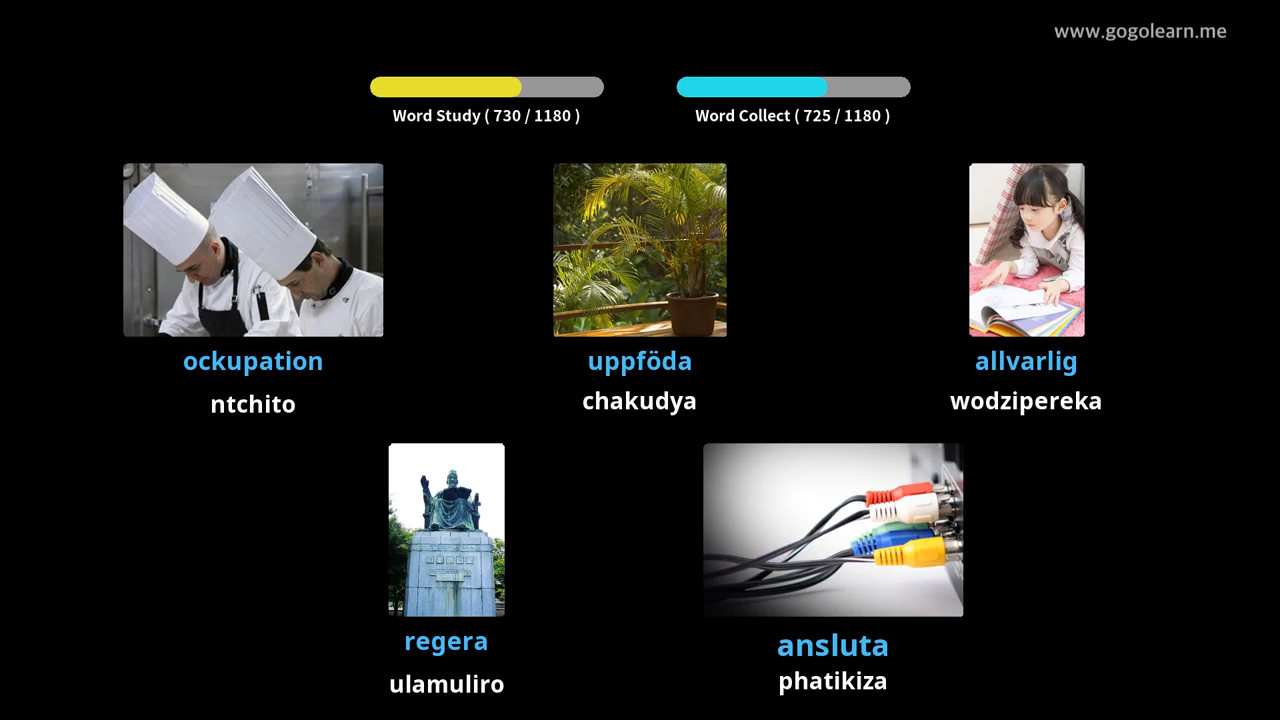 www.gogolearn.me
Word Study ( 730 / 1180 )
Word Collect ( 725 / 1180 )
ockupation
ntchito
uppföda
chakudya
allvarlig
wodzipereka
regera
ulamuliro
ansluta
phatikiza